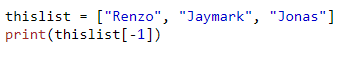 thislist = ["Renzo", "Jaymark", "Jonas"]
print(thislist[-1])